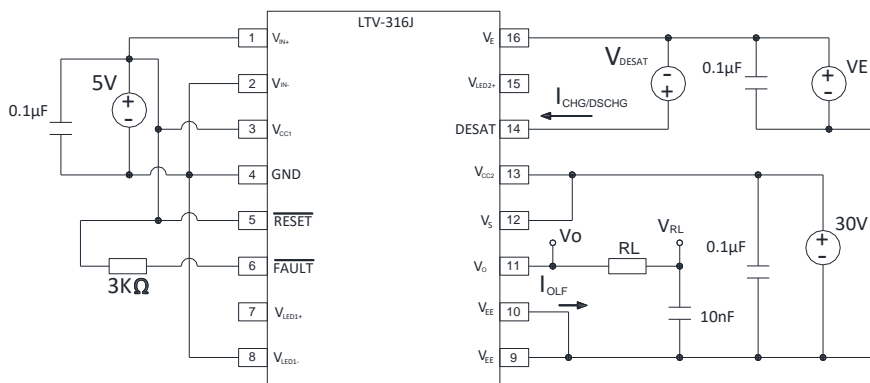 LTV-316J
1 VIN+
2 VIN-
3 VCC1
4 GND
5 RESET
6 FAULT
7 VLED1+
8 VLED1-
VE 16
VLED2+ 15
DESAT 14
VCC2 13
VS 12
VO 11
VEE 10
VEE 9
0.1μF
5V
3KΩ
VDESAT
0.1μF
VE
ICHG/DSCHG
Vo
RL
VRL
IOLF
10nF
0.1μF
30V